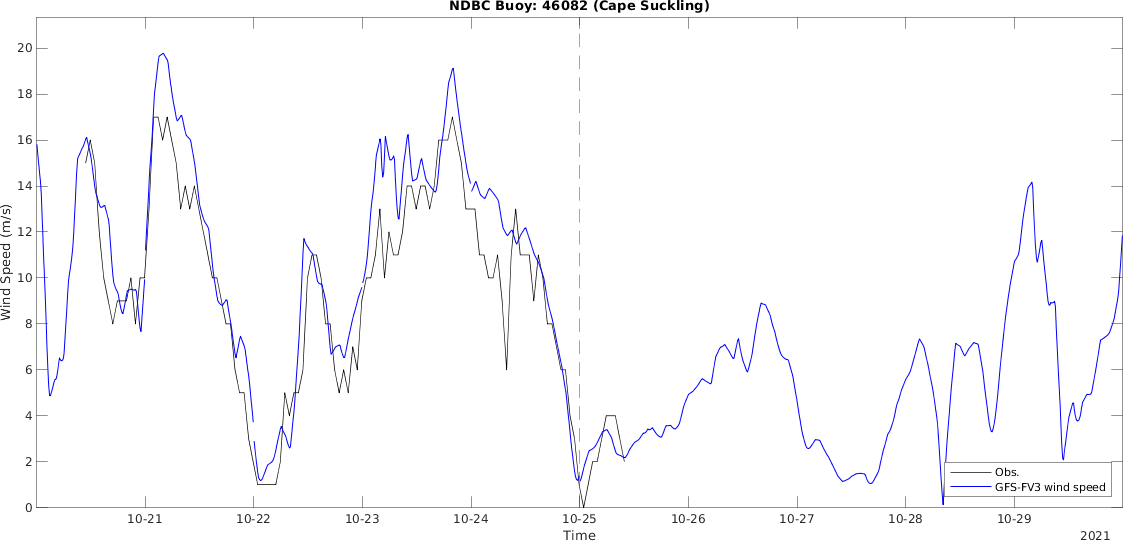 NDBC Buoy: 46082 (Cape Suckling)
20
18
16
14
12
10
8
6
4
2
0
Wind Speed (m/s)
10-21 10-22 10-23 10-24 10-25 10-26 10-27 10-28 10-29
Time
2021
Obs.
GFS-FV3 wind speed